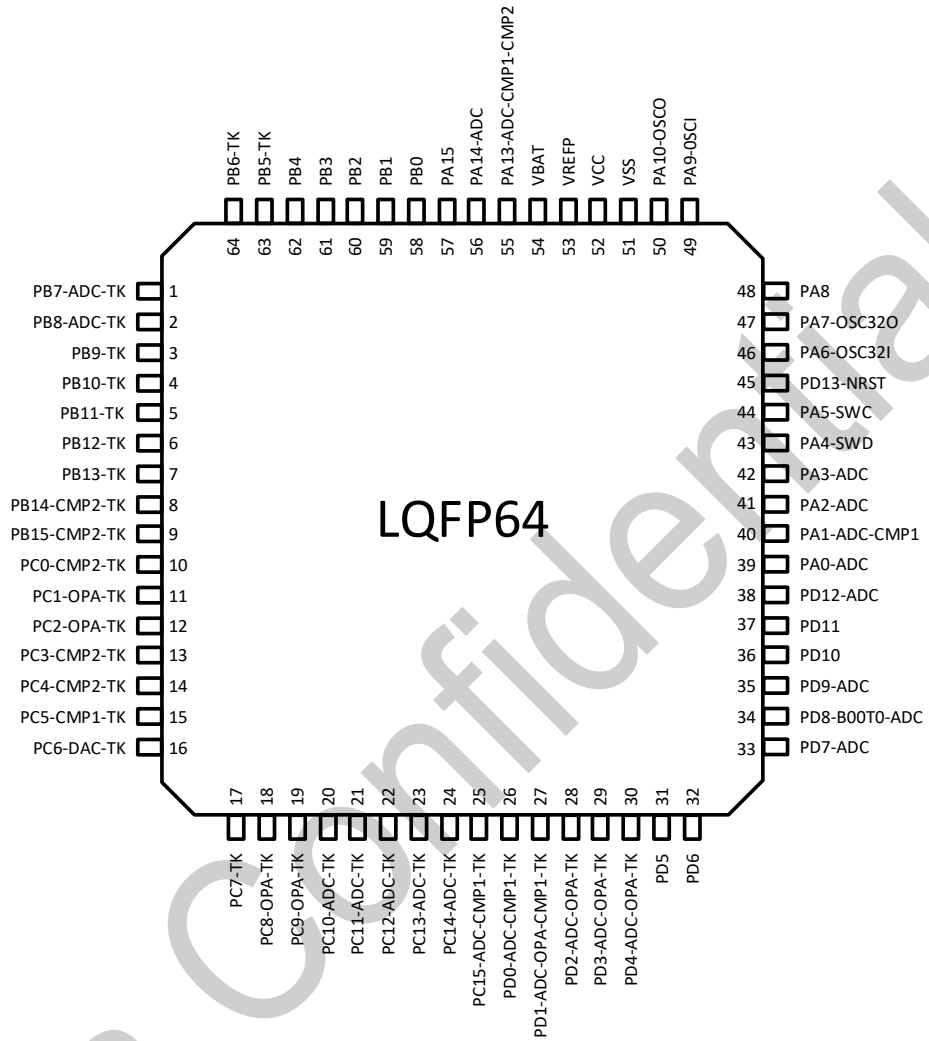 PB6-TK
PB5-TK
PB4
PB3
PB2
PB1
PB0
PA15
PA14-ADC
PA13-ADC-CMP1-CMP2
VBAT
VREFP
VCC
VSS
PA10-OSCO
PA9-0SCI
64
63
62
61
60
59
58
57
56
55
54
53
52
51
50
49
PB7-ADC-TK 1
PB8-ADC-TK 2
PB9-TK 3
PB10-TK 4
PB11-TK 5
PB12-TK 6
PB13-TK 7
PB14-CMP2-TK 8
PB15-CMP2-TK 9
PC0-CMP2-TK 10
PC1-OPA-TK 11
PC2-OPA-TK 12
PC3-CMP2-TK 13
PC4-CMP2-TK 14
PC5-CMP1-TK 15
PC6-DAC-TK 16
LQFP64
48 PA8
47 PA7-OSC32O
46 PA6-OSC32I
45 PD13-NRST
44 PA5-SWC
43 PA4-SWD
42 PA3-ADC
41 PA2-ADC
40 PA1-ADC-CMP1
39 PA0-ADC
38 PD12-ADC
37 PD11
36 PD10
35 PD9-ADC
34 PD8-B00T0-ADC
33 PD7-ADC
17
18
19
20
21
22
23
24
25
26
27
28
29
30
31
32
PC7-TK
PC8-OPA-TK
PC9-OPA-TK
PC10-ADC-TK
PC11-ADC-TK
PC12-ADC-TK
PC13-ADC-TK
PC14-ADC-TK
PC15-ADC-CMP1-TK
PD0-ADC-CMP1-TK
PD1-ADC-OPA-CMP1-TK
PD2-ADC-OPA-TK
PD3-ADC-OPA-TK
PD4-ADC-OPA-TK
PD5
PD6
Confidential